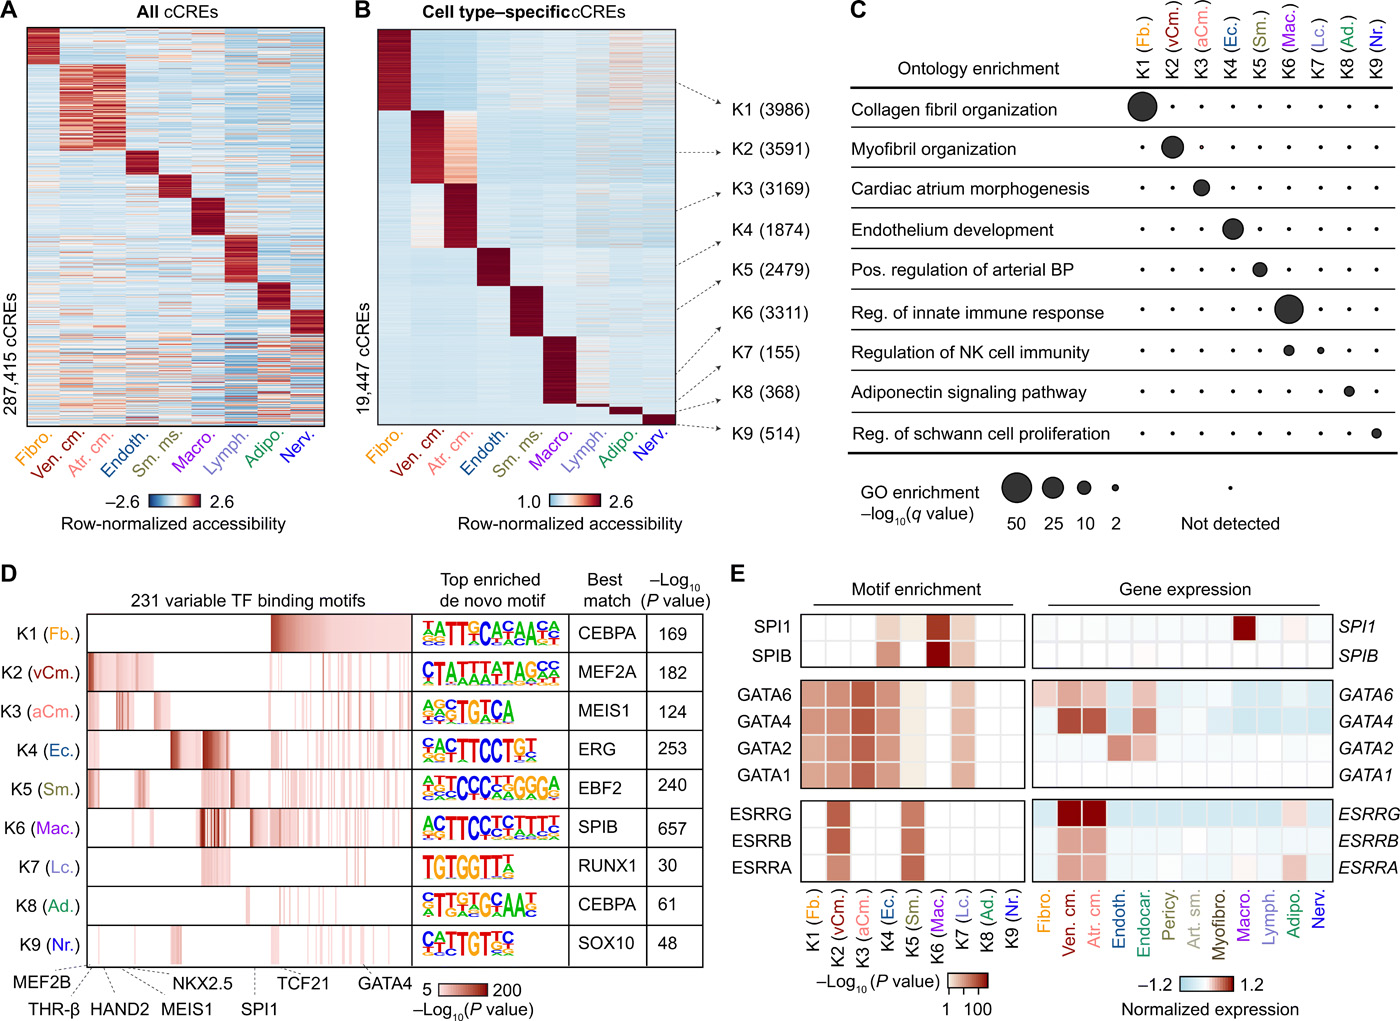 A
All cCREs
287,415 cCREs
Fibro.
Ven. cm.
Atr. cm.
Endoth.
Sm. ms.
Macro.
Lymph.
Adipo.
Nerv.
–2.6 2.6
Row-normalized accessibility
B
Cell type–specificcCREs
19,447 cCREs
Fibro.
Ven. cm.
Atr. cm.
Endoth.
Sm. ms.
Macro.
Lymph.
Adipo.
Nerv.
1.0 2.6
Row-normalized accessibility
K1 (3986)
K2 (3591)
K3 (3169)
K4 (1874)
K5 (2479)
K6 (3311)
K7 (155)
K8 (368)
K9 (514)
C
Ontology enrichment
K1 (Fb.)
K2 (vCm.)
K3 (aCm.)
K4 (Ec.)
K5 (Sm.)
K6 (Mac.)
K7 (Lc.)
K8 (Ad.)
K9 (Nr.)
Collagen fibril organization
Myofibril organization
Cardiac atrium morphogenesis
Endothelium development
Pos. regulation of arterial BP
Reg. of innate immune response
Regulation of NK cell immunity
Adiponectin signaling pathway
Reg. of schwann cell proliferation
GO enrichment
–log10(q value)
50 25 10 2 Not detected
D
231 variable TF binding motifs
Top enriched
de novo motif
Best
match
–Log10
(P value)
K1 (Fb.) CEBPA 169
K2 (vCm.) MEF2A 182
K3 (aCm.) MEIS1 124
K4 (Ec.) ERG 253
K5 (Sm.) EBF2 240
K6 (Mac.) SPIB 657
K7 (Lc.) RUNX1 30
K8 (Ad.) CEBPA 61
K9 (Nr.) SOX10 48
MEF2B
THR-β
HAND2
NKX2.5
MEIS1
SPI1
TCF21
GATA4
5 200
–Log10(P value)
E
Motif enrichment
Gene expression
SPI1 SPI1
SPIB SPIB
GATA6 GATA6
GATA4 GATA4
GATA2 GATA2
GATA1 GATA1
ESRRG ESRRG
ESRRB ESRRB
ESRRA ESRRA
K1 (Fb.)
K2 (vCm.)
K3 (aCm.)
K4 (Ec.)
K5 (Sm.)
K6 (Mac.)
K7 (Lc.)
K8 (Ad.)
K9 (Nr.)
Fibro.
Ven. cm.
Atr. cm.
Endoth.
Endocar.
Pericy.
Art. sm.
Myofibro.
Macro.
Lymph.
Adipo.
Nerv.
–Log10 (P value)
1 100
–1.2 1.2
Normalized expression